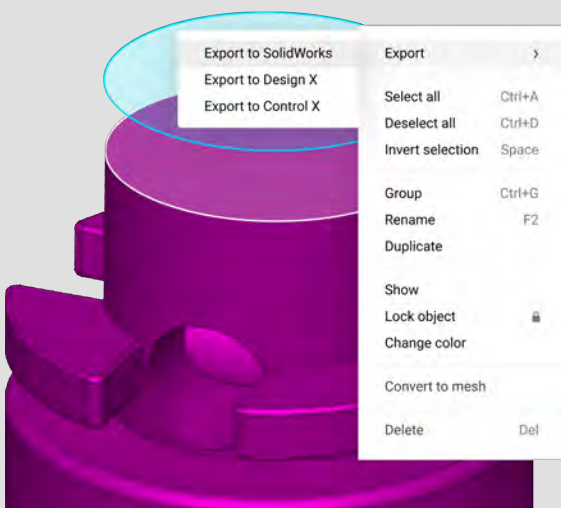 Export to SolidWorks
Export to Design X
Export to Control X
Export >
Select all Ctrl+A
Deselect all Ctrl+D
Invert selection Space
Group Ctrl+G
Rename F2
Duplicate
Show
Lock object
Change color
Convert to mesh
Delete Del